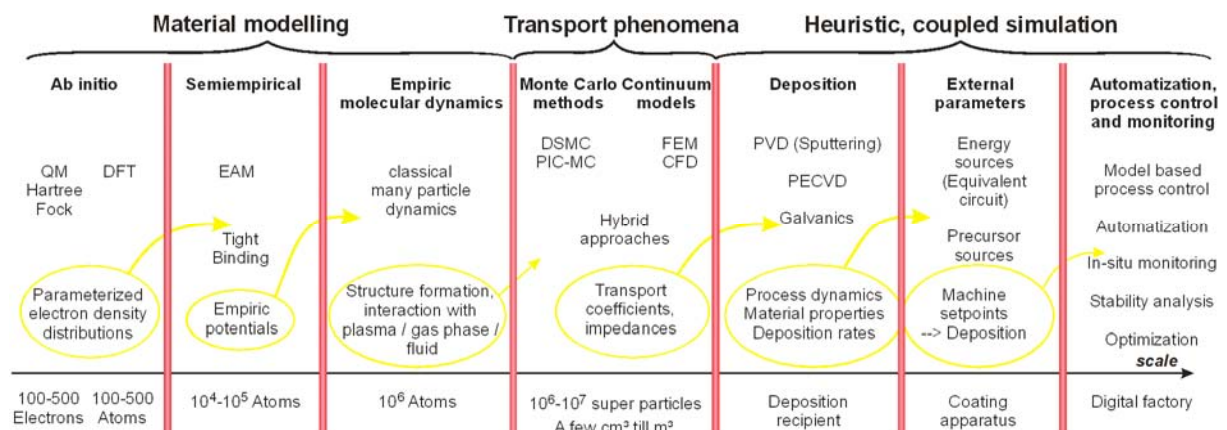 Material modelling
Transport phenomena
Heuristic, coupled simulation
Ab initio
QM
Hartree
Fock
DFT
Parameterized
electron density
distributions
100-500
Electrons
100-500
Atoms
Semiempirical
EAM
Tight
Binding
Empiric
potentials
10⁴-10⁵ Atoms
Empiric
molecular dynamics
classical
many particle
dynamics
Structure formation,
interaction with
plasma / gas phase /
fluid
10⁶ Atoms
Monte Carlo
methods
Continuum
models
DSMC
PIC-MC
FEM
CFD
Hybrid
approaches
Transport
coefficients,
impedances
10⁶-10⁷ super particles
A few cm³ till m³
Deposition
PVD (Sputtering)
PECVD
Galvanics
Process dynamics
Material properties
Deposition rates
Deposition
recipient
External
parameters
Energy
sources
(Equivalent
circuit)
Precursor
sources
Machine
setpoints
--> Deposition
Coating
apparatus
Automatization,
process control
and monitoring
Model based
process control
Automatization
In-situ monitoring
Stability analysis
Optimization
scale
Digital factory